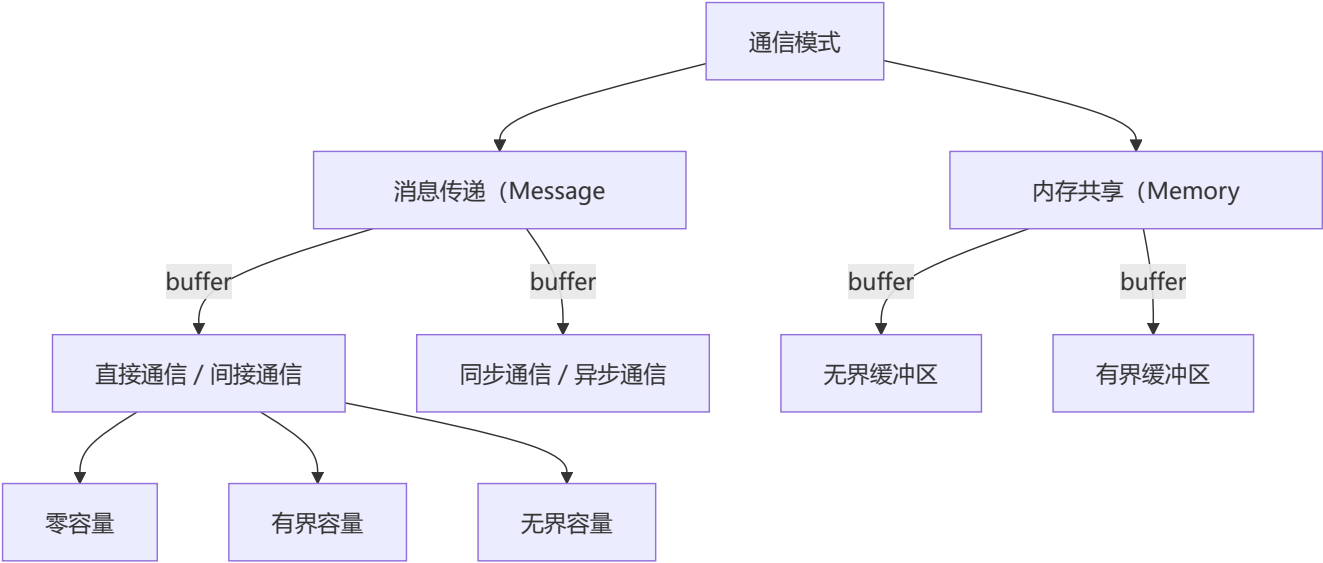 通信模式
消息传递（Message
内存共享（Memory
buffer
buffer
buffer
buffer
直接通信 / 间接通信
同步通信 / 异步通信
无界缓冲区
有界缓冲区
零容量
有界容量
无界容量